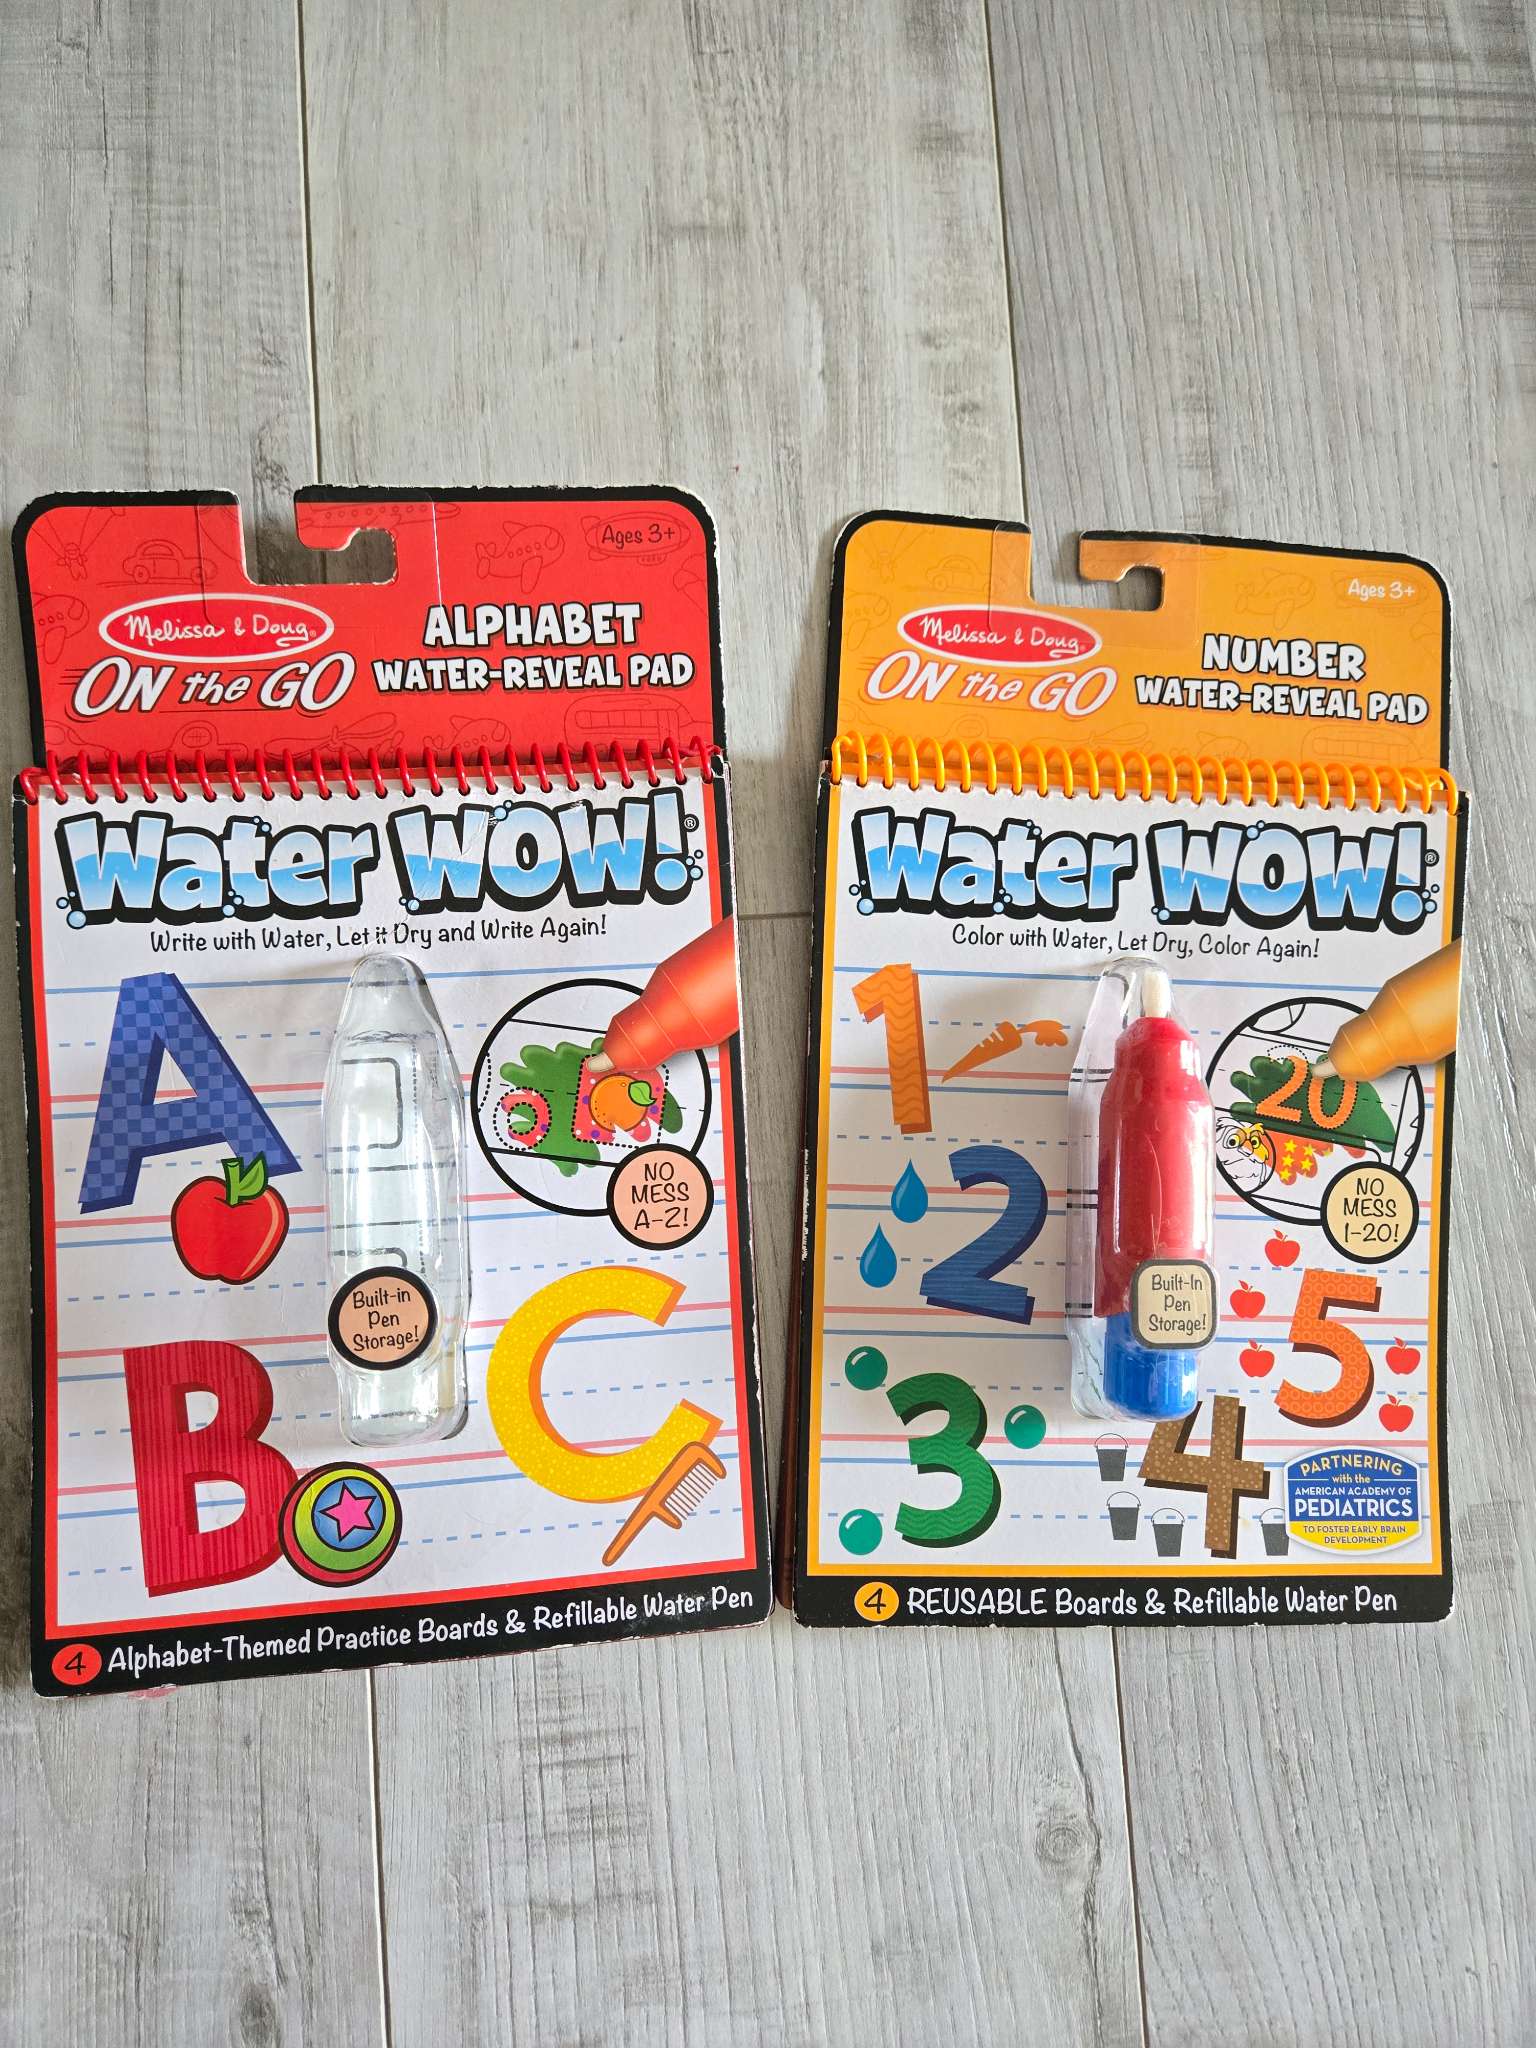 Ages 3+
Melissa & Doug®
ON the GO
ALPHABET
WATER-REVEAL PAD
Water WOW!®
Write with Water, Let it Dry and Write Again!
A
NO
MESS
A-Z!
Built-in
Pen
Storage!
B
C
4 Alphabet-Themed Practice Boards & Refillable Water Pen
Ages 3+
Melissa & Doug®
ON the GO
NUMBER
WATER-REVEAL PAD
Water WOW!®
Color with Water, Let Dry, Color Again!
1
20
NO
MESS
1-20!
2
Built-In
Pen
Storage!
5
3
4
PARTNERING
with the
AMERICAN ACADEMY OF
PEDIATRICS
TO FOSTER EARLY BRAIN
DEVELOPMENT
4 REUSABLE Boards & Refillable Water Pen